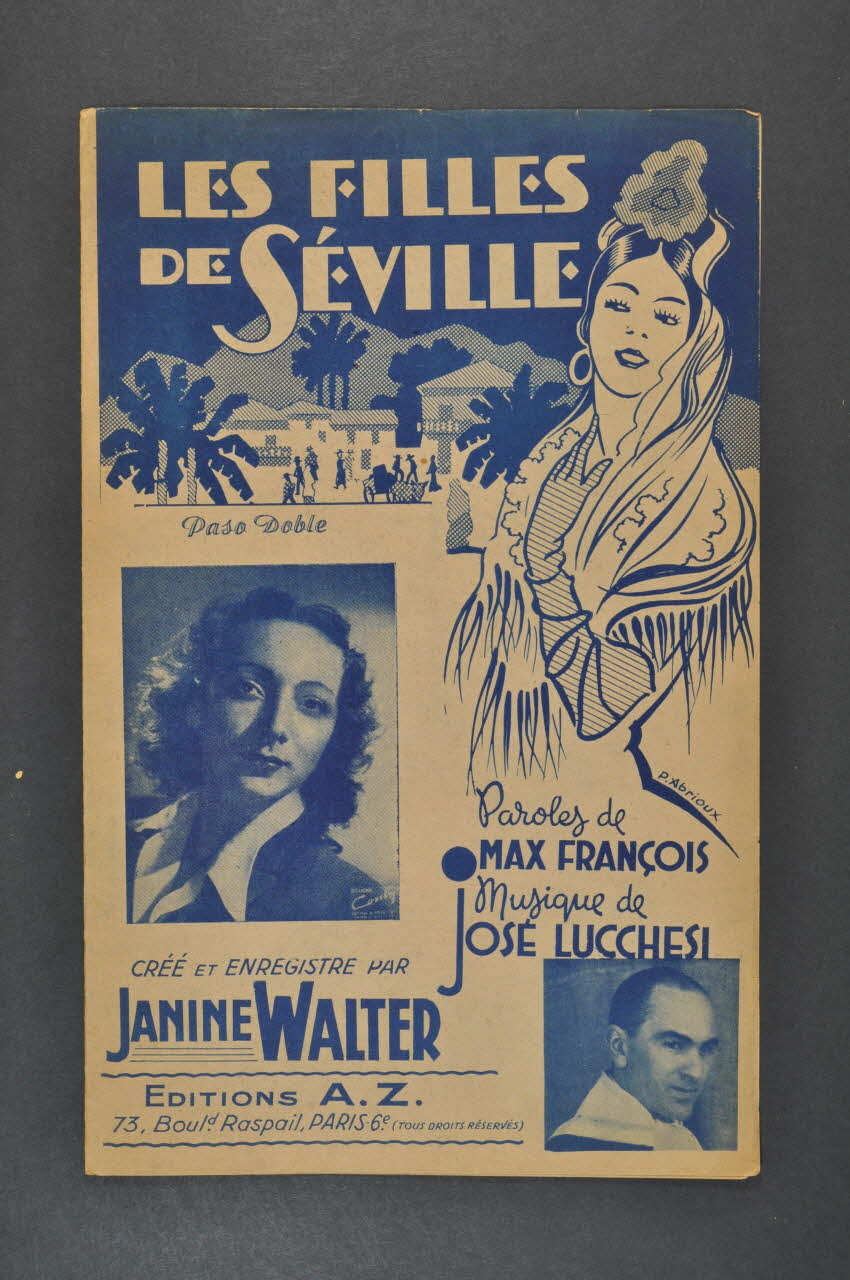 LES FILLES
DE SÉVILLE
Paso Doble
P. Abrioux
Paroles de
MAX FRANÇOIS
Musique de
JOSÉ LUCCHESI
CRÉÉ ET ENREGISTRE PAR
JANINE WALTER
EDITIONS A.Z.
73, Boul.d Raspail, PARIS-6.e (TOUS DROITS RÉSERVÉS)